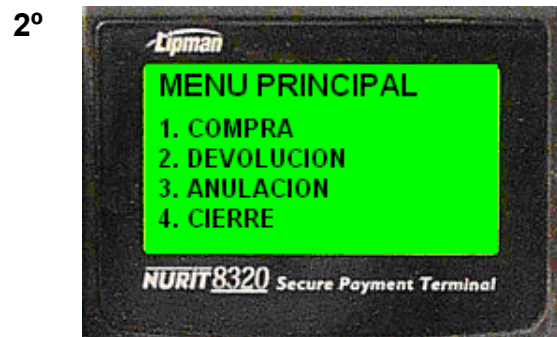 2º
Lipman
MENU PRINCIPAL
1. COMPRA
2. DEVOLUCION
3. ANULACION
4. CIERRE
NURIT 8320 Secure Payment Terminal